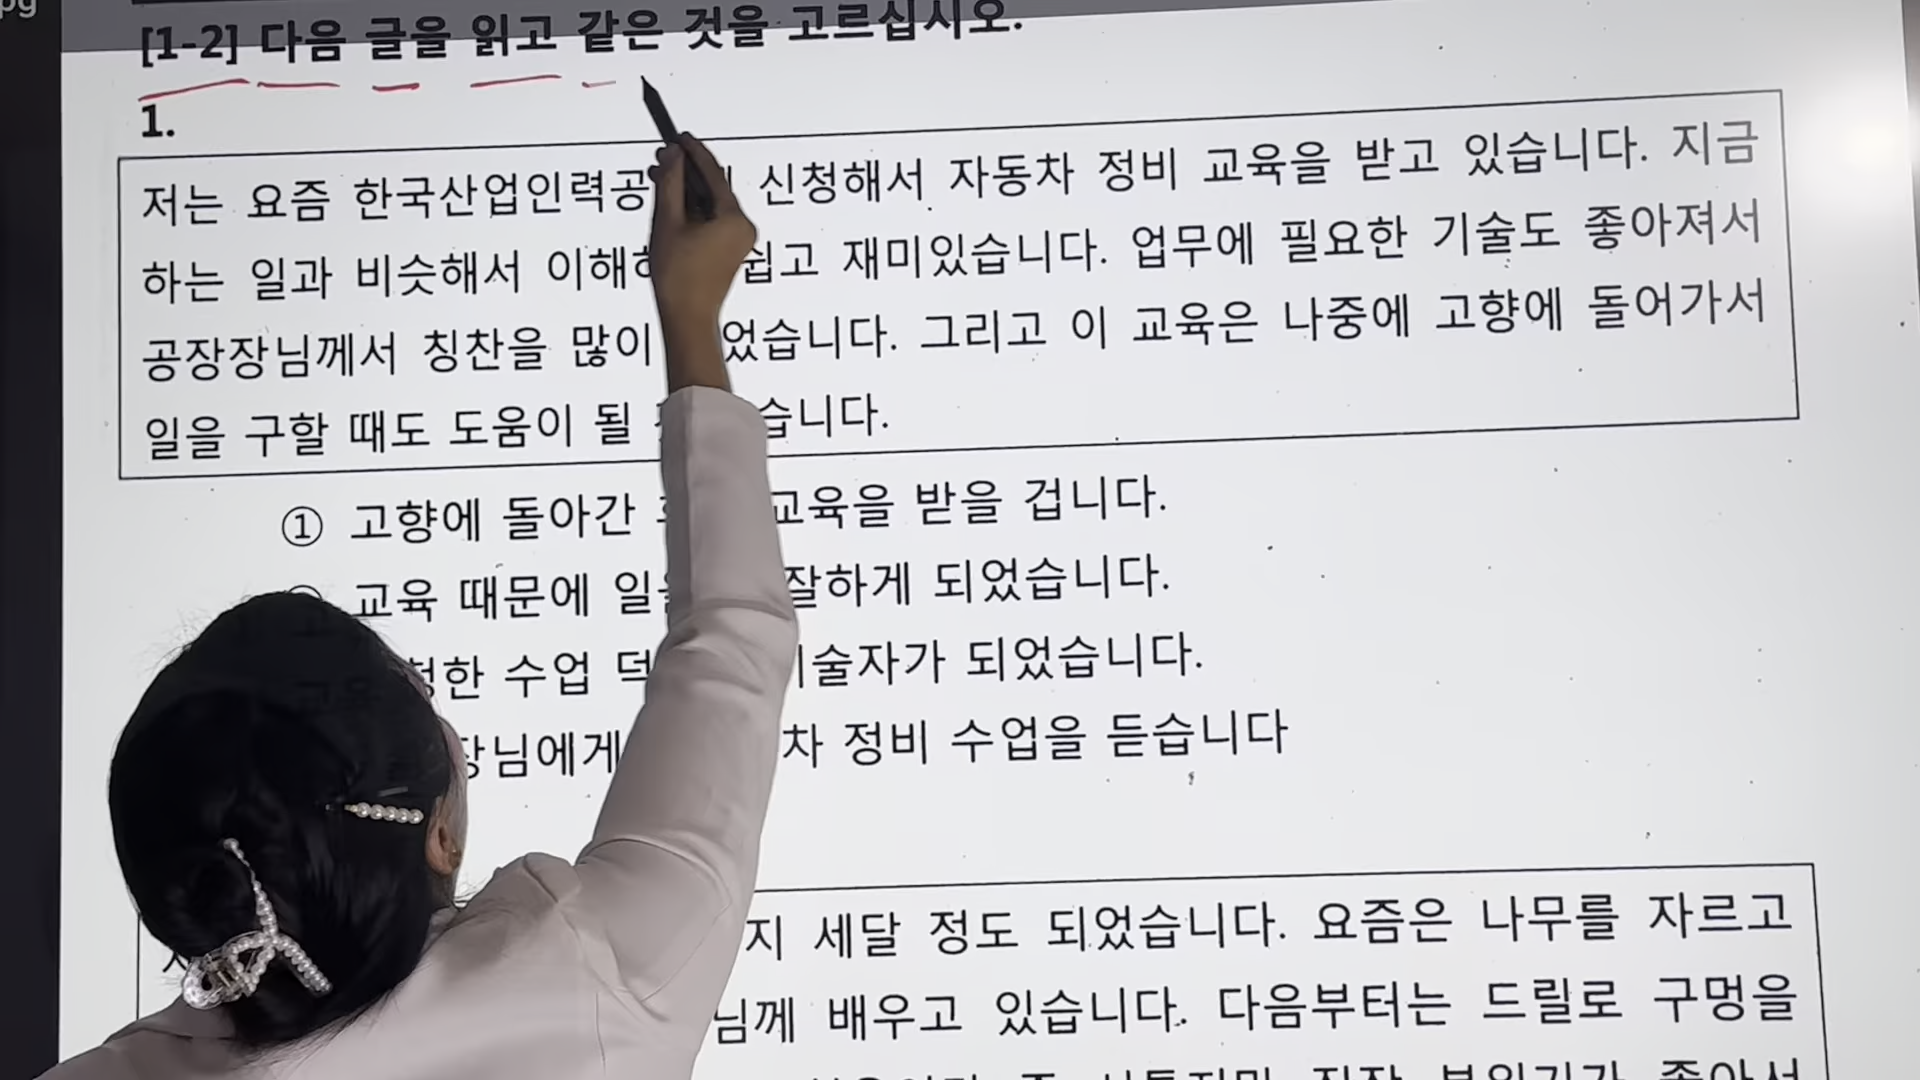 pg
[1-2] 다음 글을 읽고 같은 것을 고르십시오.
1.
저는 요즘 한국산업인력공 신청해서 자동차 정비 교육을 받고 있습니다. 지금
하는 일과 비슷해서 쉽고 재미있습니다. 업무에 필요한 기술도 좋아져서
공장장님께서 칭찬을 많이 었습니다. 그리고 이 교육은 나중에 고향에 돌어가서
일을 구할 때도 도움이 될 습니다.
① 고향에 돌아간 교육을 받을 겁니다.
교육 때문에 잘하게 되었습니다.
수업 되었습니다.
장님에게 차 정비 수업을 듣습니다
지 세달 정도 되었습니다. 요즘은 나무를 자르고
님께 배우고 있습니다. 다음부터는 드릴로 구멍을